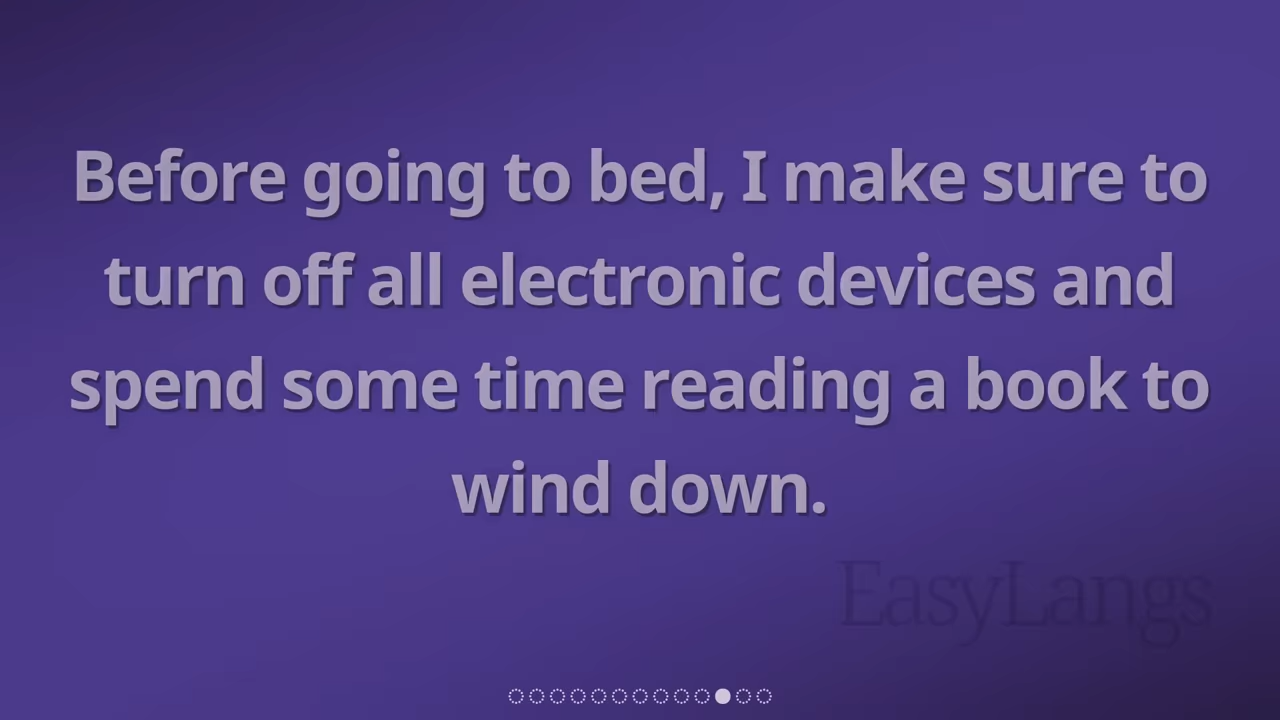 Before going to bed, I make sure to
turn off all electronic devices and
spend some time reading a book to
wind down.
EasyLangs